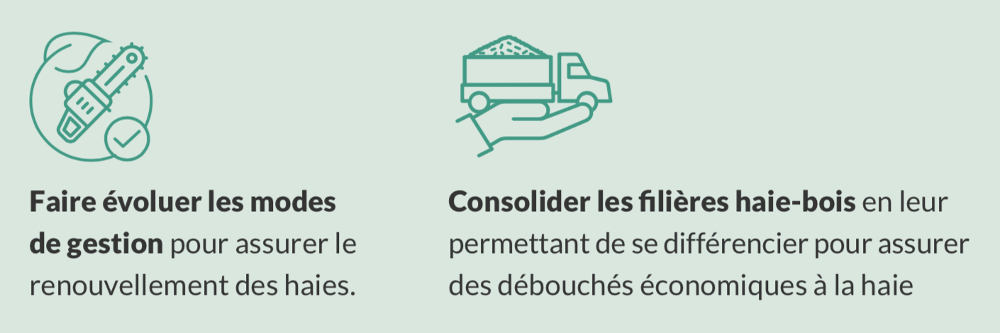 Faire évoluer les modes
de gestion pour assurer le
renouvellement des haies.
Consolider les filières haie-bois en leur
permettant de se différencier pour assurer
des débouchés économiques à la haie